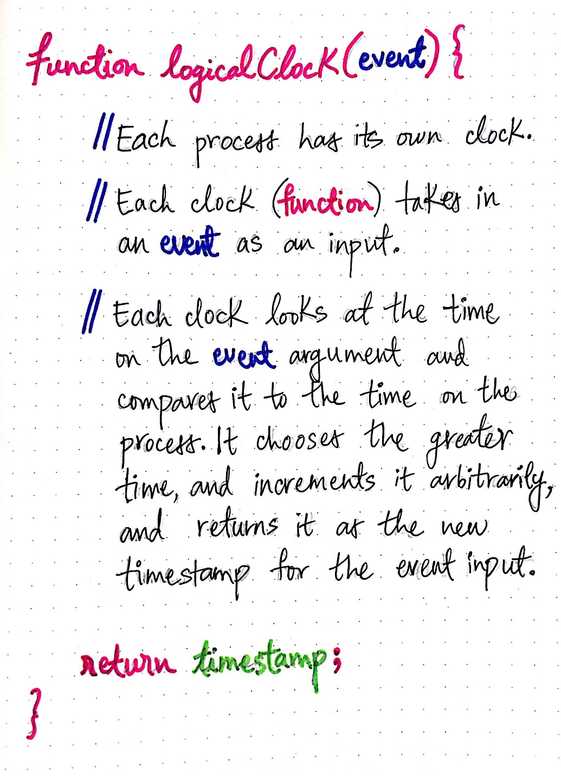 function logicalClock(event) {
// Each process has its own clock.
// Each clock (function) takes in
an event as an input.
// Each clock looks at the time
on the event argument and
compares it to the time on the
process. It chooses the greater
time, and increments it arbitrarily,
and returns it as the new
timestamp for the event input.
return timestamp;
}